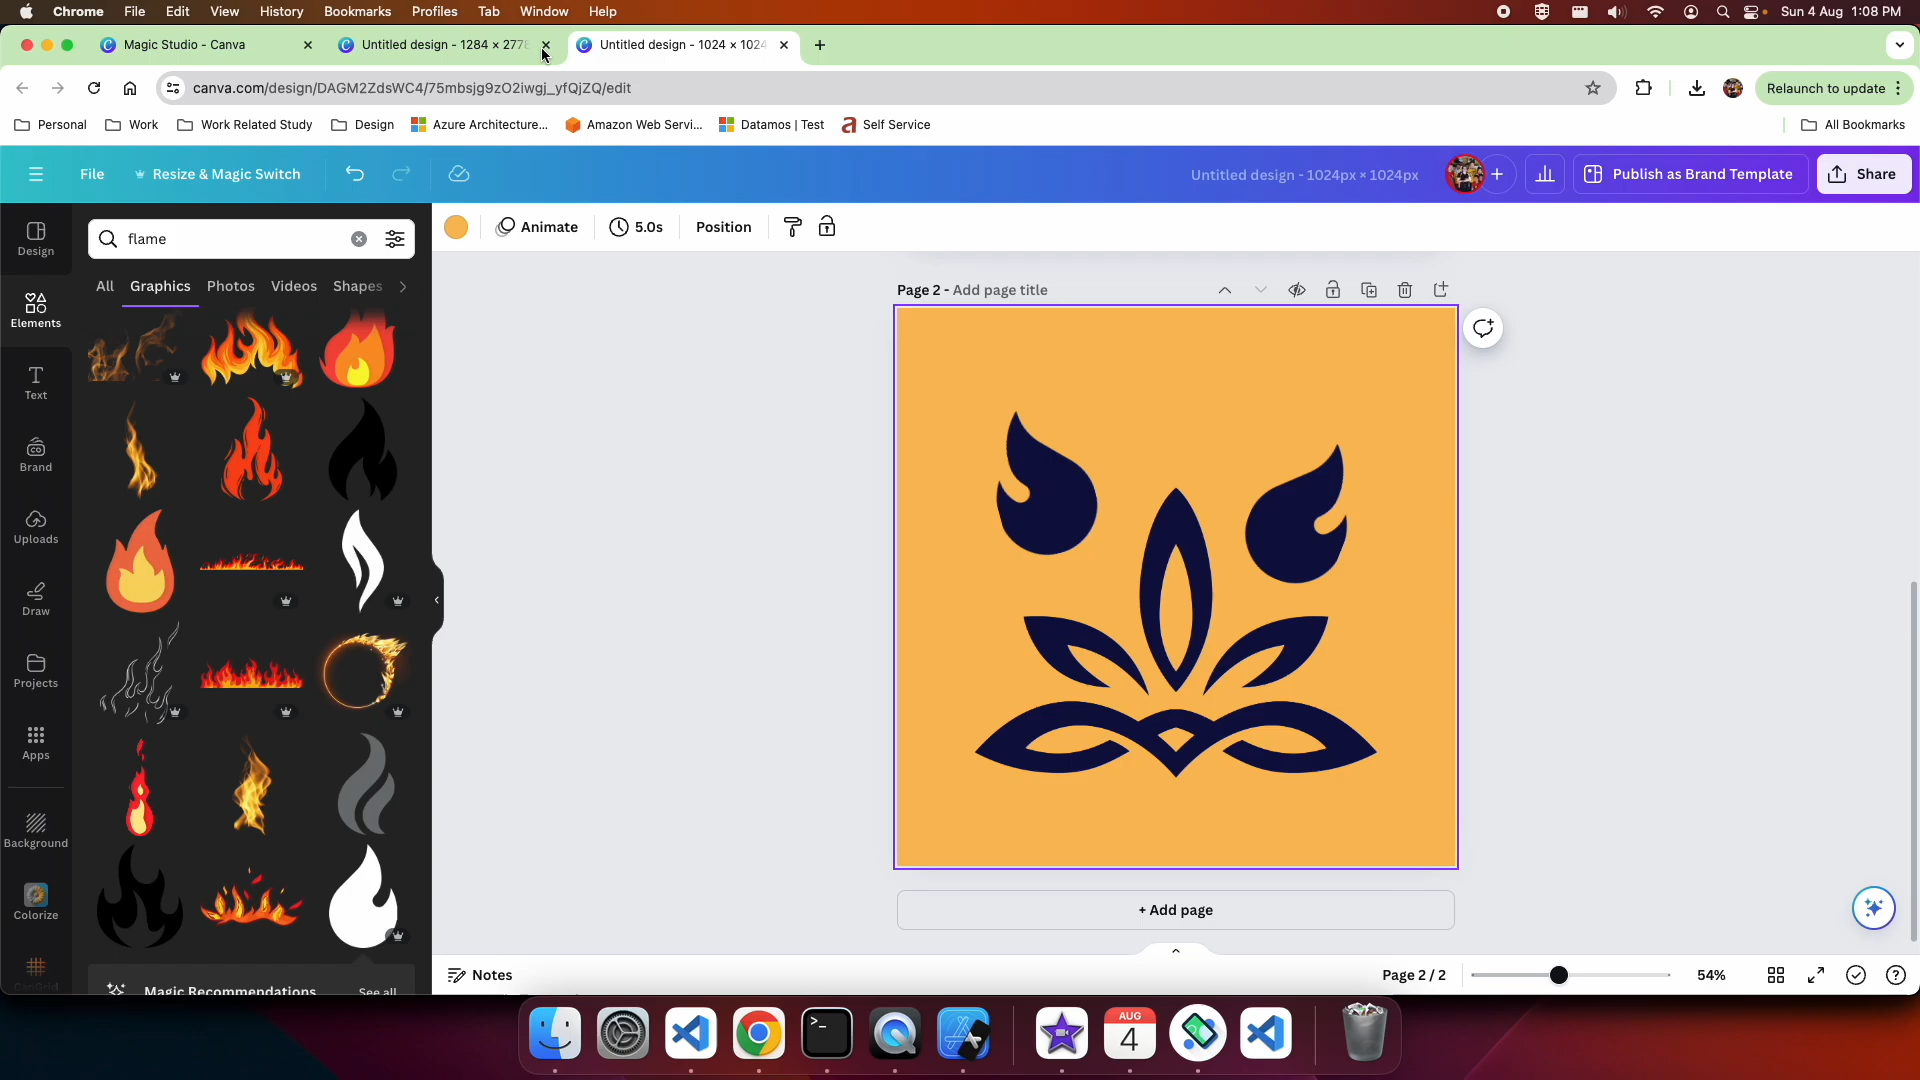 Chrome File Edit View History Bookmarks Profiles Tab Window Help Sun 4 Aug 1:08 PM
Magic Studio - Canva Untitled design - 1284 × 2778 Untitled design - 1024 × 1024
canva.com/design/DAGM2ZdsWC4/75mbsjg9zO2iwgj_yfQjZQ/edit Relaunch to update
Personal Work Work Related Study Design Azure Architecture... Amazon Web Servi... Datamos | Test Self Service All Bookmarks
File Resize & Magic Switch Untitled design - 1024px × 1024px Publish as Brand Template Share
Design
Elements
Text
Brand
Uploads
Draw
Projects
Apps
Background
Colorize
CanGrid
flame
All Graphics Photos Videos Shapes
Magic Recommendations See all
Animate 5.0s Position
Page 2 - Add page title
+ Add page
Notes Page 2 / 2 54%
AUG
4